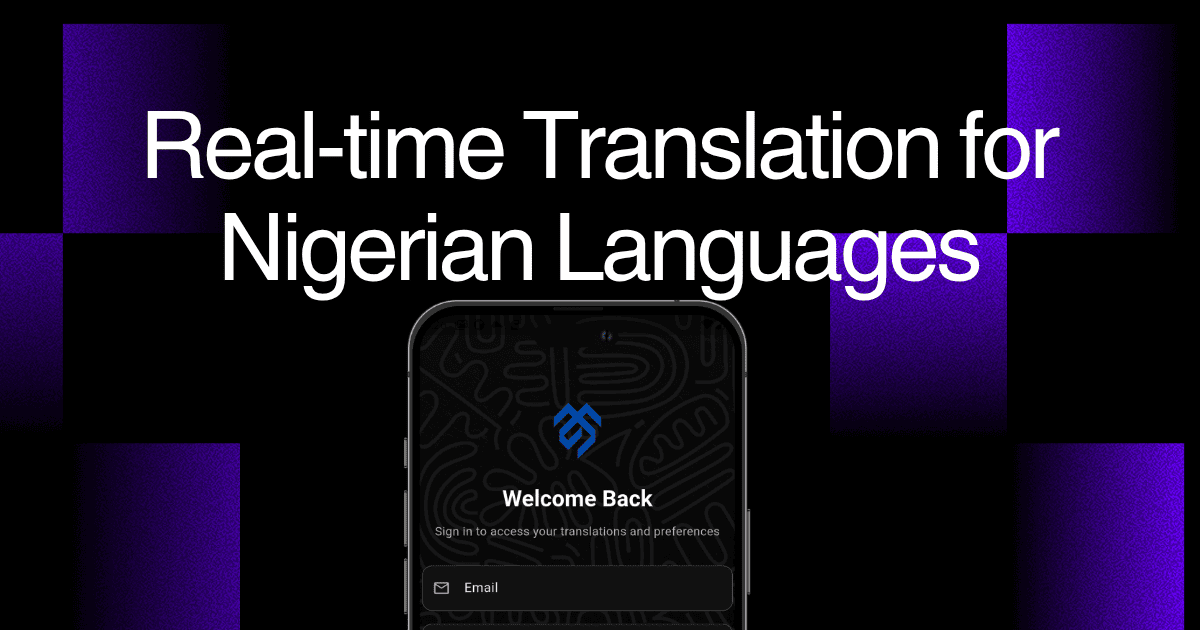 Real-time Translation for
Nigerian Languages
Welcome Back
Sign in to access your translations and preferences
Email